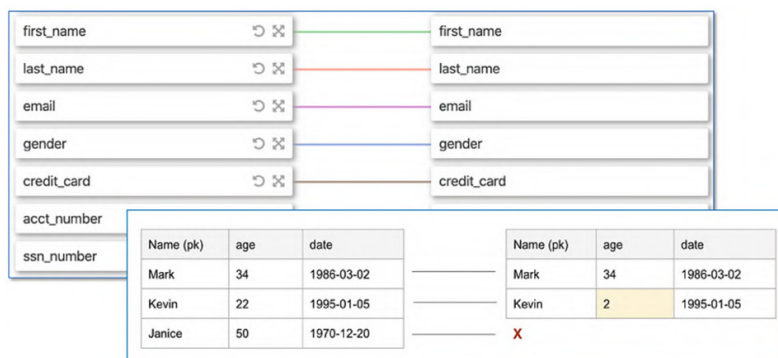 first_name first_name
last_name last_name
email email
gender gender
credit_card credit_card
acct_number
ssn_number
Name (pk) age date Name (pk) age date
Mark 34 1986-03-02 Mark 34 1986-03-02
Kevin 22 1995-01-05 Kevin 2 1995-01-05
Janice 50 1970-12-20 X